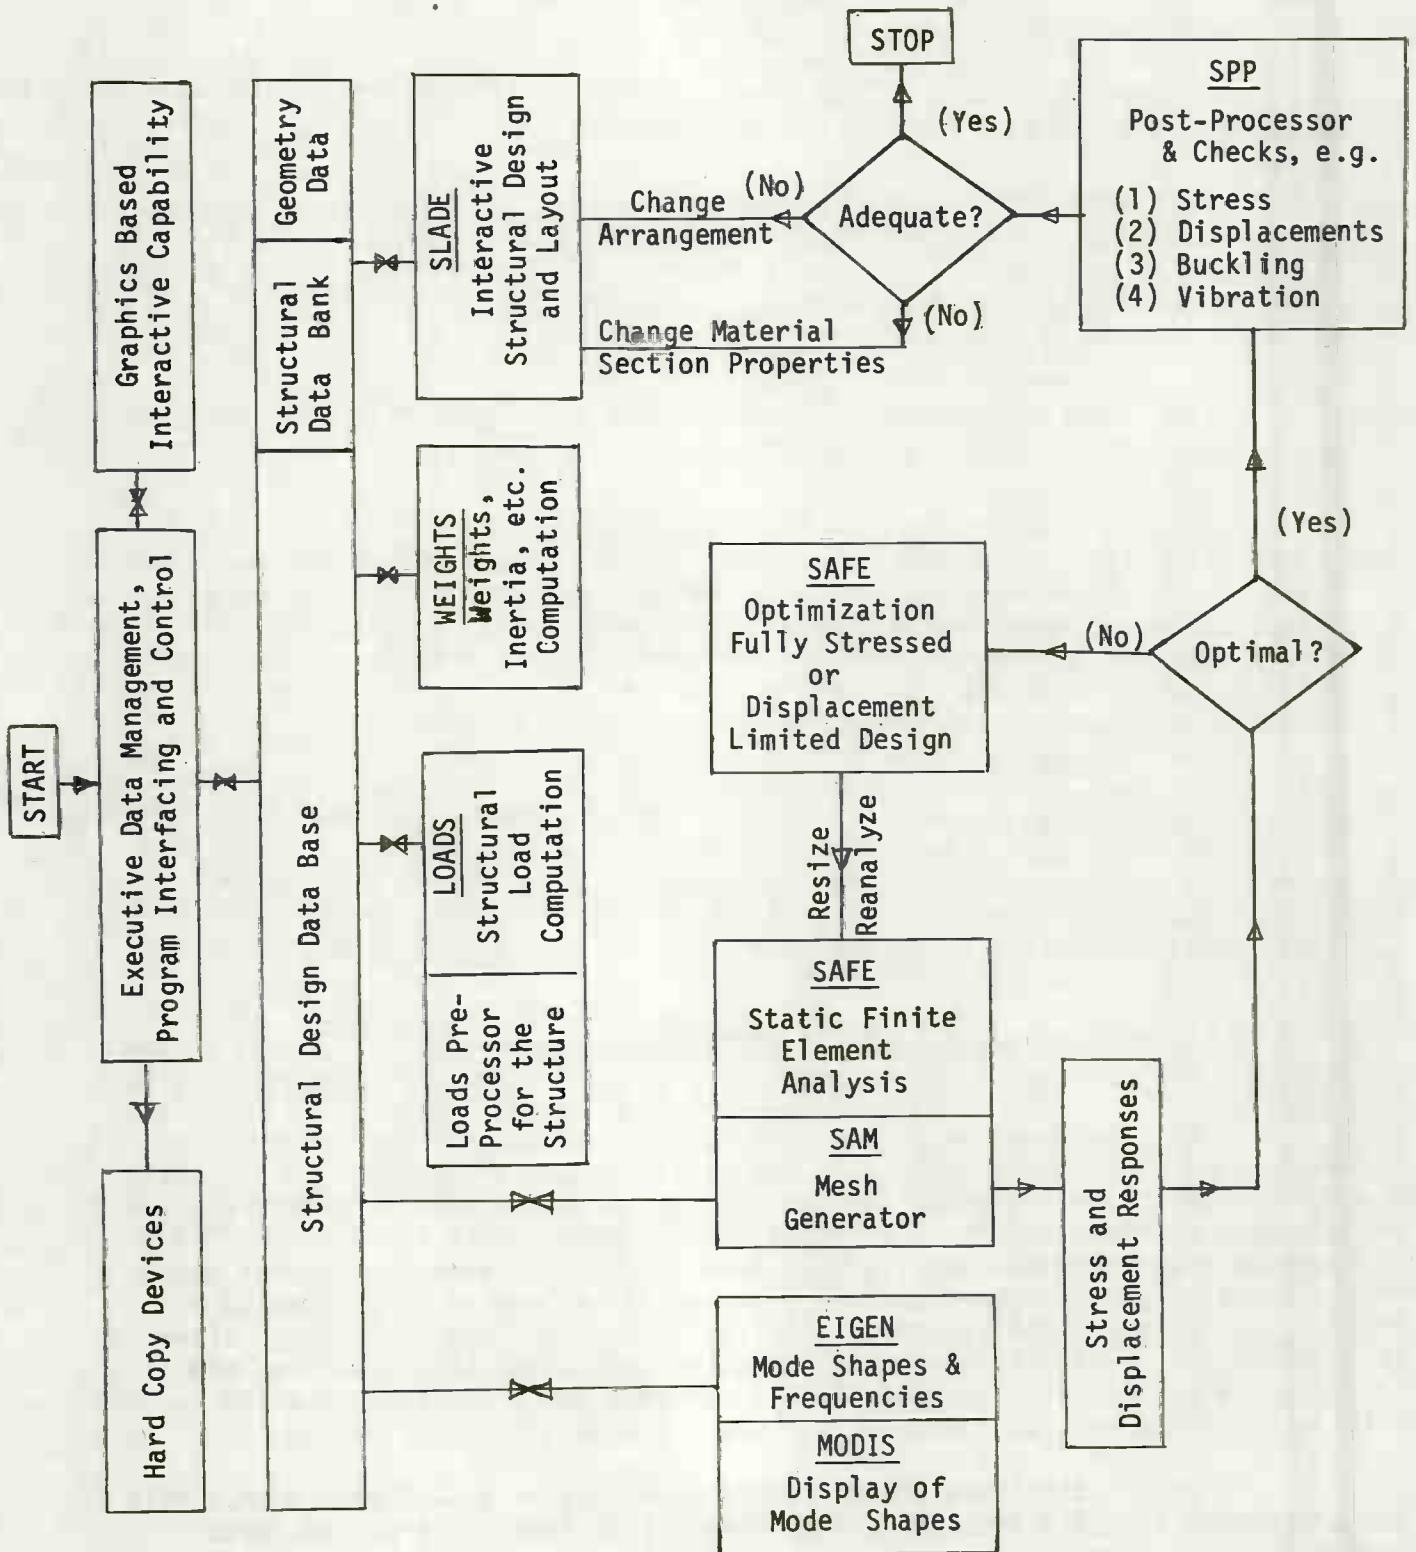 START
Graphics Based
Interactive Capability
Executive Data Management,
Program Interfacing and Control
Hard Copy Devices
Geometry
Data
Structural
Data Bank
Structural Design Data Base
SLADE
Interactive
Structural Design
and Layout
WEIGHTS
Weights,
Inertia, etc.
Computation
LOADS
Structural
Load
Computation
Loads Pre-
Processor
for the
Structure
STOP
(Yes)
Adequate?
(No)
Change
Arrangement
(No)
Change Material
Section Properties
SPP
Post-Processor
& Checks, e.g.
(1) Stress
(2) Displacements
(3) Buckling
(4) Vibration
(Yes)
Optimal?
(No)
SAFE
Optimization
Fully Stressed
or
Displacement
Limited Design
Resize
Reanalyze
SAFE
Static Finite
Element
Analysis
SAM
Mesh
Generator
Stress and
Displacement Responses
EIGEN
Mode Shapes &
Frequencies
MODIS
Display of
Mode Shapes